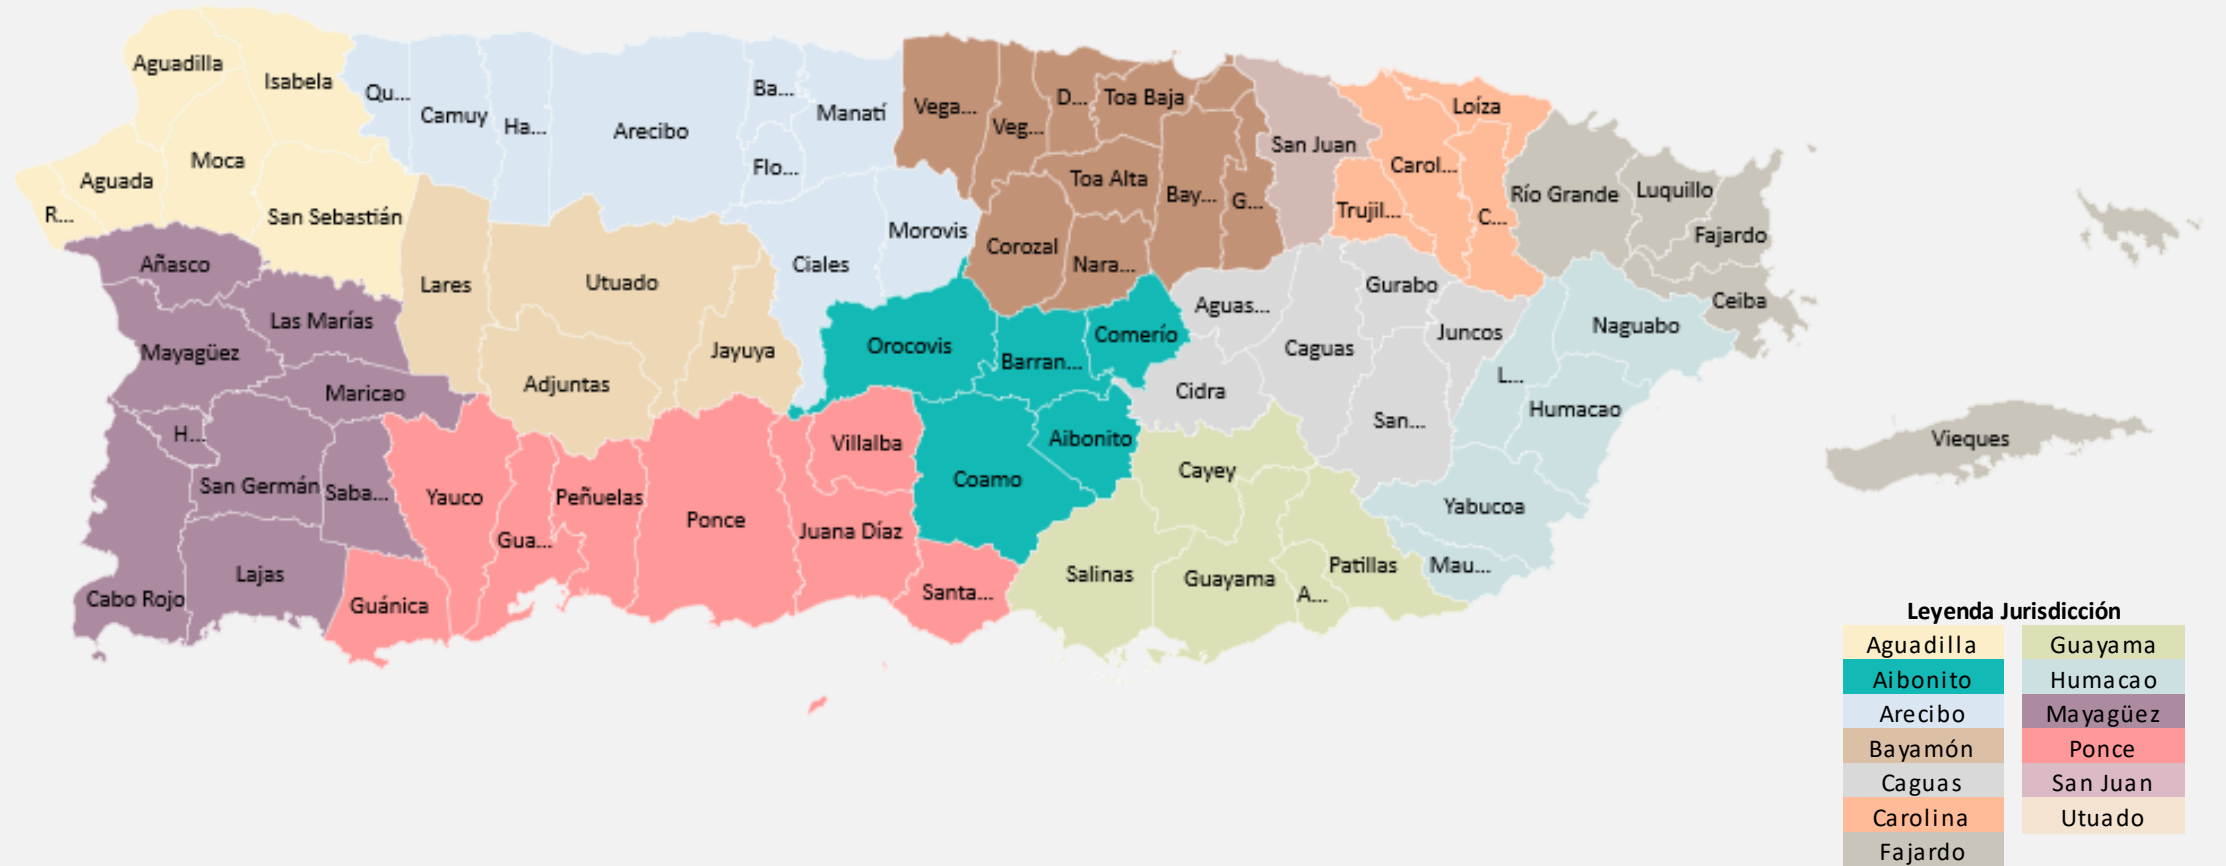 Aguadilla
Isabela
Qu...
Camuy
Ha...
Arecibo
Ba...
Manatí
Flo...
Vega...
Veg...
D...
Toa Baja
Toa Alta
Bay...
G...
San Juan
Carol...
Loíza
Trujil...
C...
Río Grande
Luquillo
Fajardo
Ceiba
Moca
Aguada
R...
San Sebastián
Añasco
Las Marías
Mayagüez
Maricao
H...
San Germán
Saba...
Cabo Rojo
Lajas
Lares
Utuado
Adjuntas
Jayuya
Ciales
Morovis
Corozal
Nara...
Orocovis
Barran...
Comerío
Aibonito
Coamo
Aguas...
Cidra
Caguas
Gurabo
Juncos
San...
L...
Naguabo
Humacao
Yabucoa
Mau...
Vieques
Villalba
Juana Díaz
Ponce
Peñuelas
Gua...
Yauco
Guánica
Santa...
Cayey
Salinas
Guayama
A...
Patillas
Leyenda Jurisdicción
Aguadilla
Aibonito
Arecibo
Bayamón
Caguas
Carolina
Fajardo
Guayama
Humacao
Mayagüez
Ponce
San Juan
Utuado